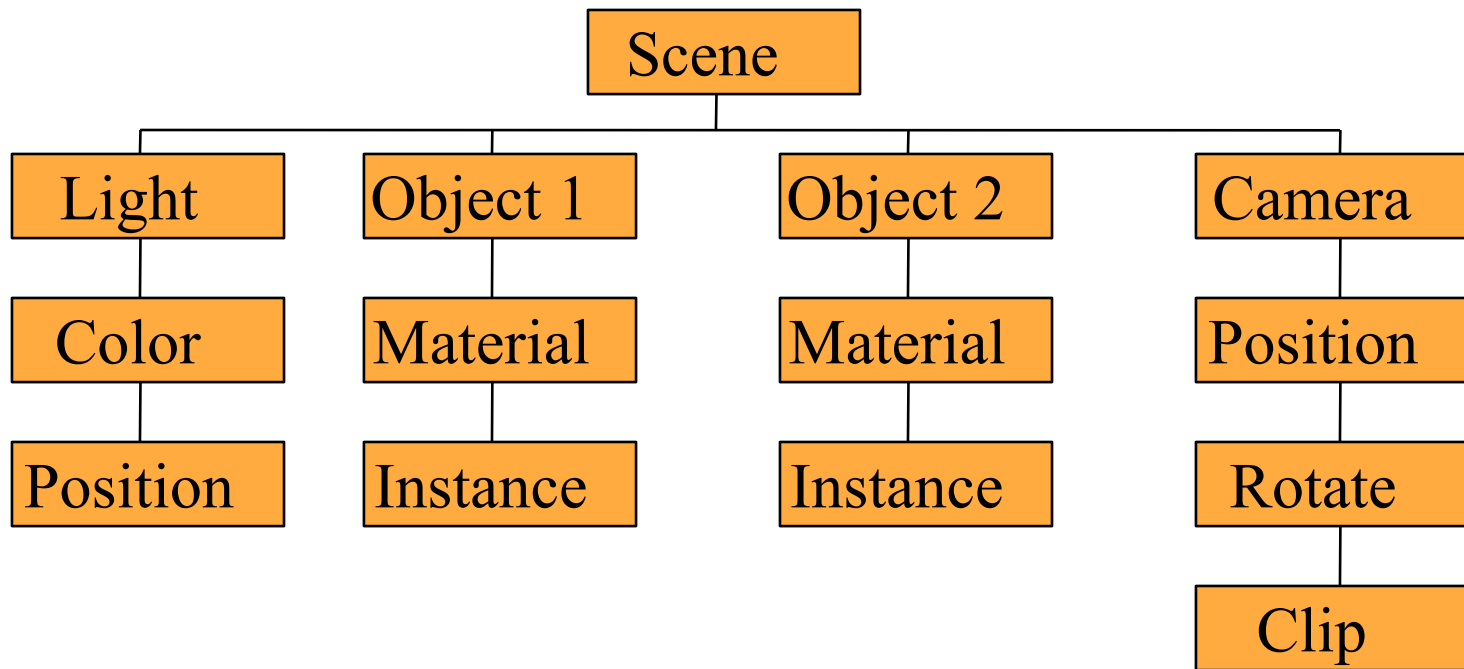 Scene
Light
Object 1
Object 2
Camera
Color
Material
Material
Position
Position
Instance
Instance
Rotate
Clip